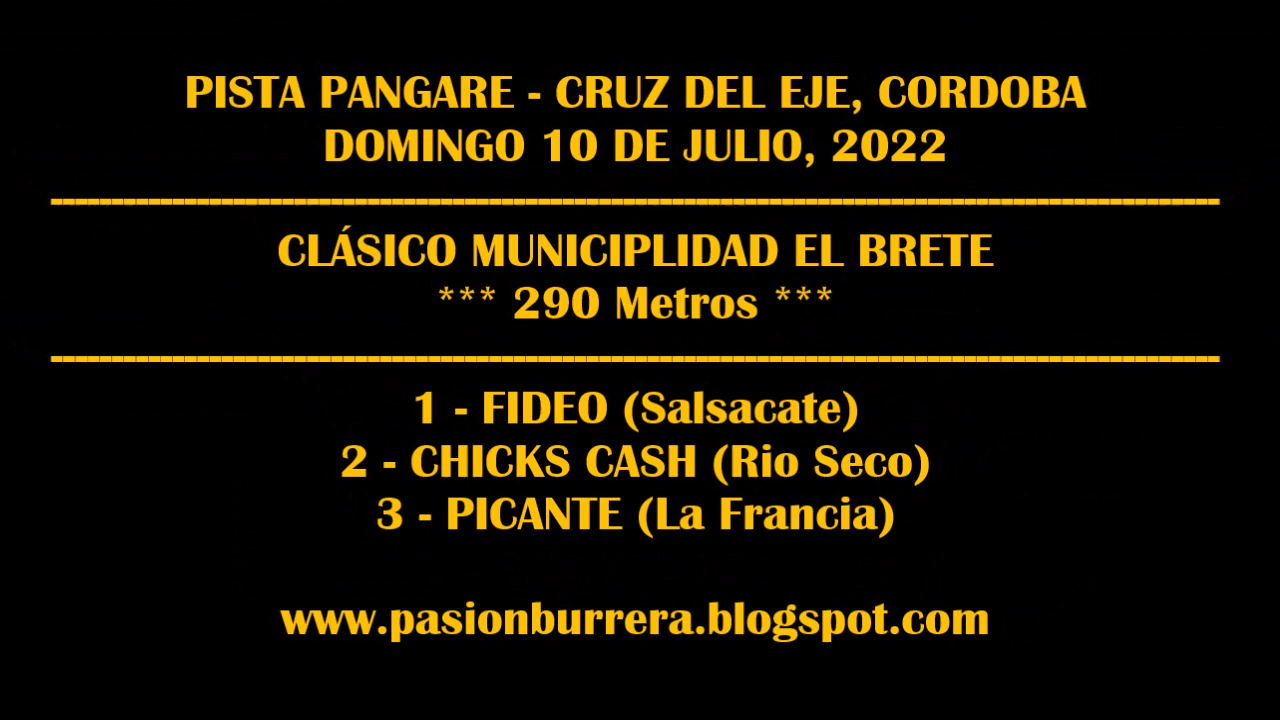 PISTA PANGARE - CRUZ DEL EJE, CORDOBA
DOMINGO 10 DE JULIO, 2022
CLÁSICO MUNICIPLIDAD EL BRETE
*** 290 Metros ***
1 - FIDEO (Salsacate)
2 - CHICKS CASH (Rio Seco)
3 - PICANTE (La Francia)
www.pasionburrera.blogspot.com